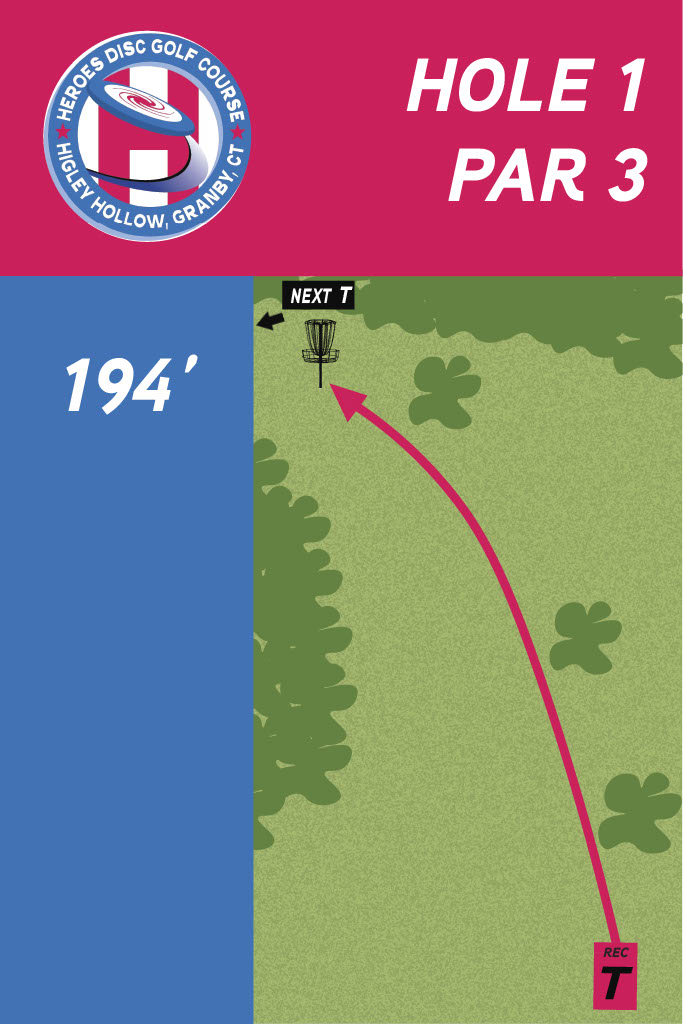 HEROES DISC GOLF COURSE
HIGLEY HOLLOW, GRANBY, CT
HOLE 1
PAR 3
194’
NEXT T
REC
T